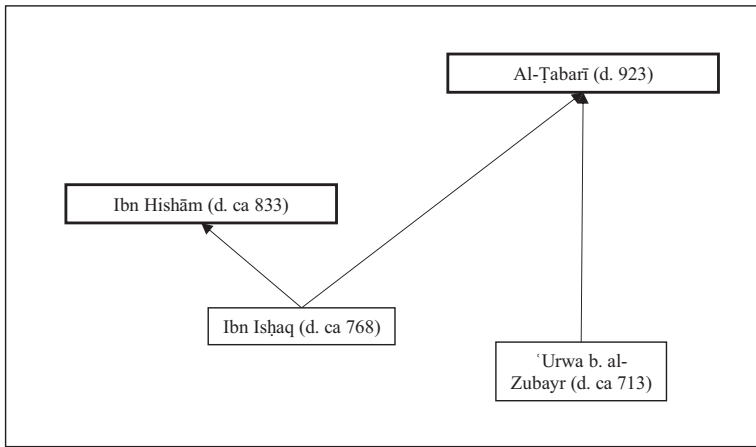 Al-Ṭabarī (d. 923)
Ibn Hishām (d. ca 833)
Ibn Isḥaq (d. ca 768)
ʿUrwa b. al-
Zubayr (d. ca 713)